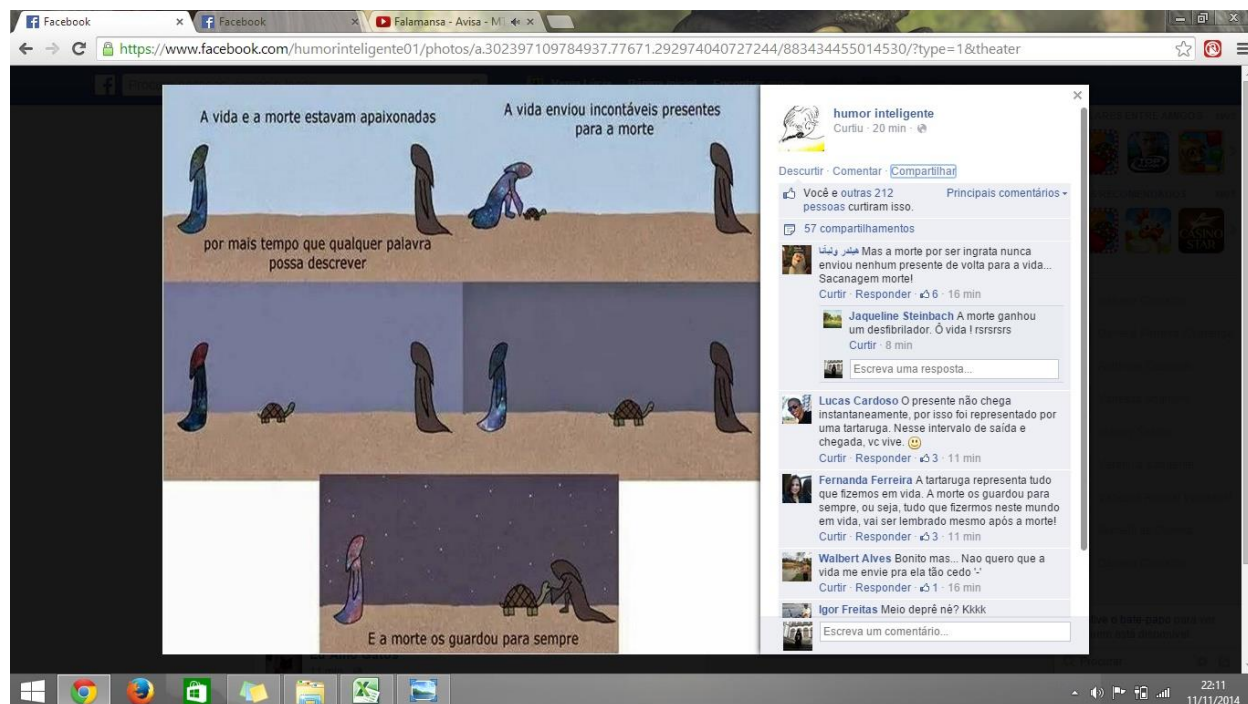 Facebook
Facebook
Falamansa - Avisa - M
https://www.facebook.com/humorinteligente01/photos/a.302397109784937.77671.292974040727244/883434455014530/?type=1&theater
A vida e a morte estavam apaixonadas
por mais tempo que qualquer palavra
possa descrever
A vida enviou incontáveis presentes
para a morte
E a morte os guardou para sempre
humor inteligente
Curtiu · 20 min ·
Descurtir · Comentar · Compartilhar
Você e outras 212
pessoas curtiram isso.
Principais comentários
57 compartilhamentos
Mas a morte por ser ingrata nunca
enviou nenhum presente de volta para a vida...
Sacanagem morte!
Curtir · Responder · 6 · 16 min
Jaqueline Steinbach A morte ganhou
um desfibrilador. Ô vida ! rsrsrsrs
Curtir · 8 min
Escreva uma resposta...
Lucas Cardoso O presente não chega
instantaneamente, por isso foi representado por
uma tartaruga. Nesse intervalo de saída e
chegada, vc vive.
Curtir · Responder · 3 · 11 min
Fernanda Ferreira A tartaruga representa tudo
que fizemos em vida. A morte os guardou para
sempre, ou seja, tudo que fizermos neste mundo
em vida, vai ser lembrado mesmo após a morte!
Curtir · Responder · 3 · 11 min
Walbert Alves Bonito mas... Nao quero que a
vida me envie pra ela tão cedo '-'
Curtir · Responder · 1 · 16 min
Igor Freitas Meio deprê né? Kkkk
Escreva um comentário...
22:11
11/11/2014